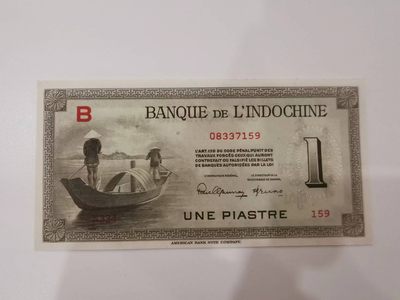 B
BANQUE DE L'INDOCHINE
08337159
L'ART. 139 DU CODE PÉNAL PUNIT DES
TRAVAUX FORCÉS CEUX QUI AURONT
CONTREFAIT OU FALSIFIÉ LES BILLETS
DE BANQUES AUTORISÉES PAR LA LOI
1
UNE PIASTRE
159
AMERICAN BANK NOTE COMPANY.